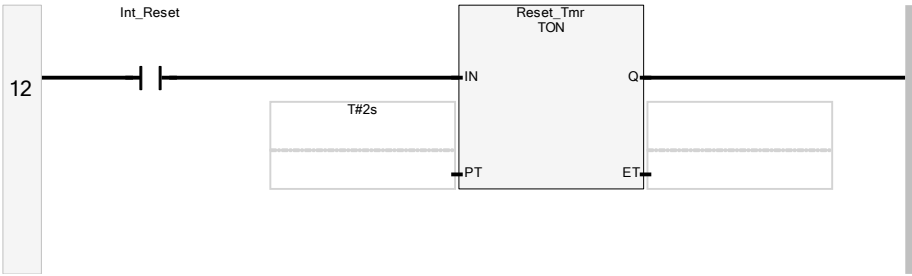 Int_Reset
Reset_Tmr
TON
12
IN
Q
T#2s
PT
ET